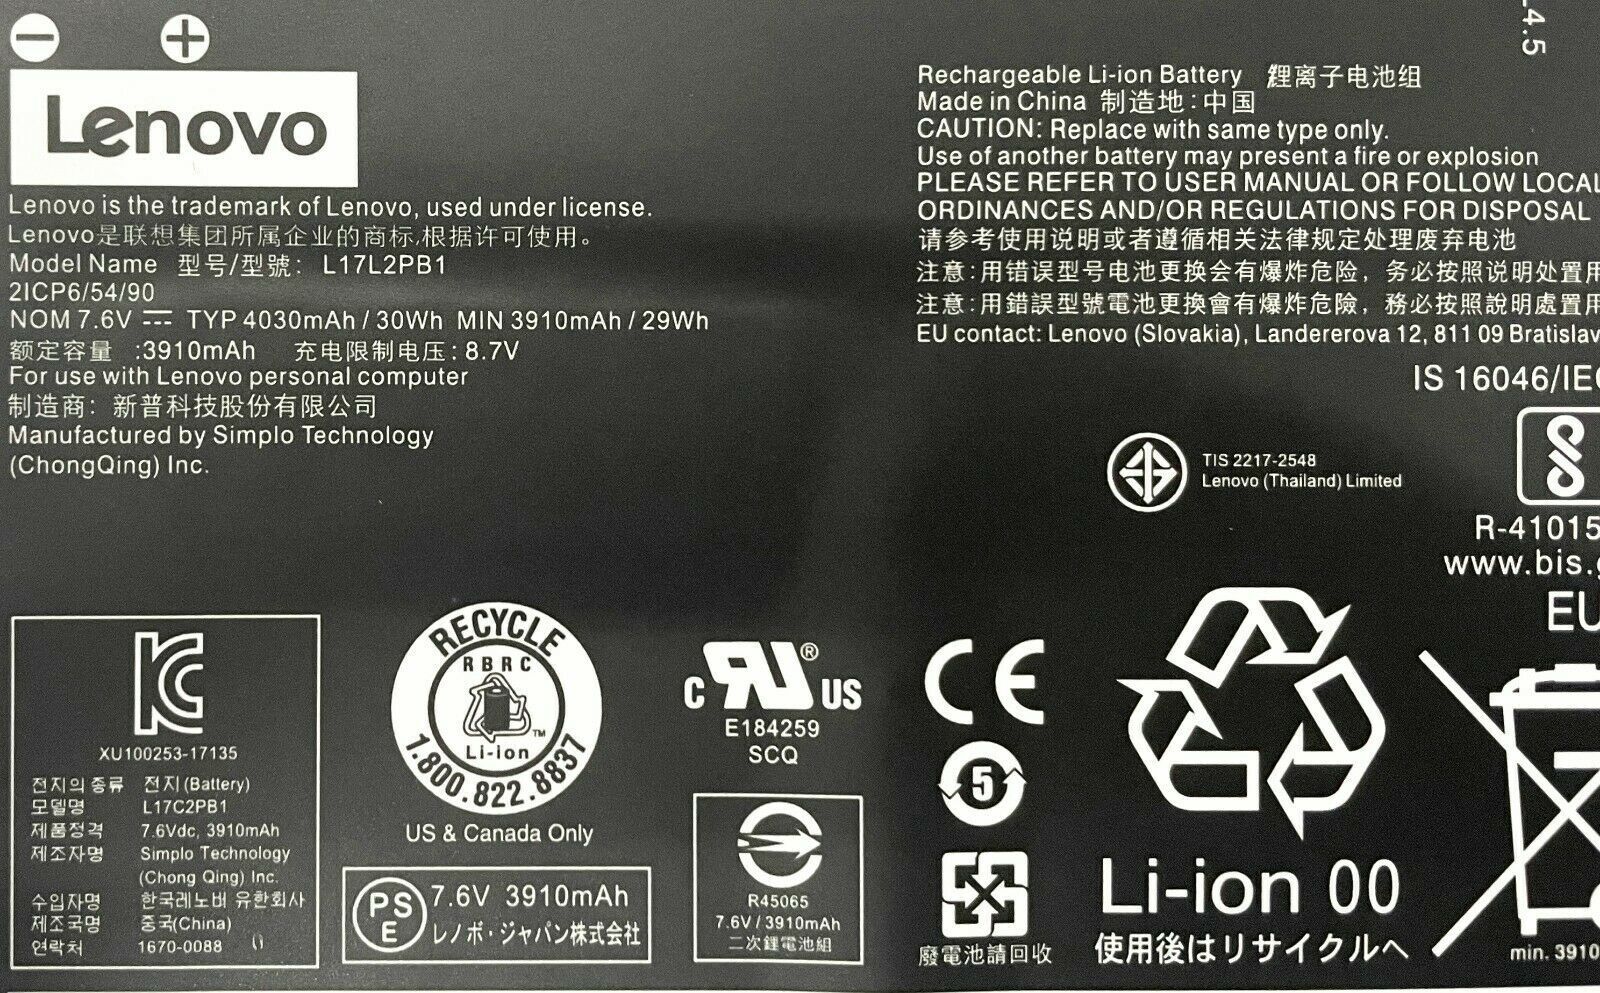 Lenovo
Lenovo is the trademark of Lenovo, used under license.
Lenovo是联想集团所属企业的商标,根据许可使用。
Model Name 型号/型號: L17L2PB1
2ICP6/54/90
NOM 7.6V TYP 4030mAh / 30Wh MIN 3910mAh / 29Wh
额定容量 :3910mAh 充电限制电压: 8.7V
For use with Lenovo personal computer
制造商: 新普科技股份有限公司
Manufactured by Simplo Technology
(ChongQing) Inc.
4.5
Rechargeable Li-ion Battery 鋰离子电池组
Made in China 制造地:中国
CAUTION: Replace with same type only.
Use of another battery may present a fire or explosion
PLEASE REFER TO USER MANUAL OR FOLLOW LOCAL
ORDINANCES AND/OR REGULATIONS FOR DISPOSAL
请参考使用说明或者遵循相关法律规定处理废弃电池
注意:用错误型号电池更换会有爆炸危险, 务必按照说明处置用
注意:用錯誤型號電池更換會有爆炸危險, 務必按照說明處置用
EU contact: Lenovo (Slovakia), Landererova 12, 811 09 Bratislav
IS 16046/IEC
TIS 2217-2548
Lenovo (Thailand) Limited
R-41015
www.bis.g
EU
XU100253-17135
전지의 종류 전지(Battery)
모델명 L17C2PB1
제품정격 7.6Vdc, 3910mAh
제조자명 Simplo Technology
(Chong Qing) Inc.
수입자명 한국레노버 유한회사
제조국명 중국(China)
연락처 1670-0088
RECYCLE
RBRC
Li-ion TM
1.800.822.8837
US & Canada Only
PSE 7.6V 3910mAh
レノボ・ジャパン株式会社
C RU ® US
E184259
SCQ
R45065
7.6V / 3910mAh
二次鋰電池組
CE
5
廢電池請回收
Li-ion 00
使用後はリサイクルへ
min. 3910